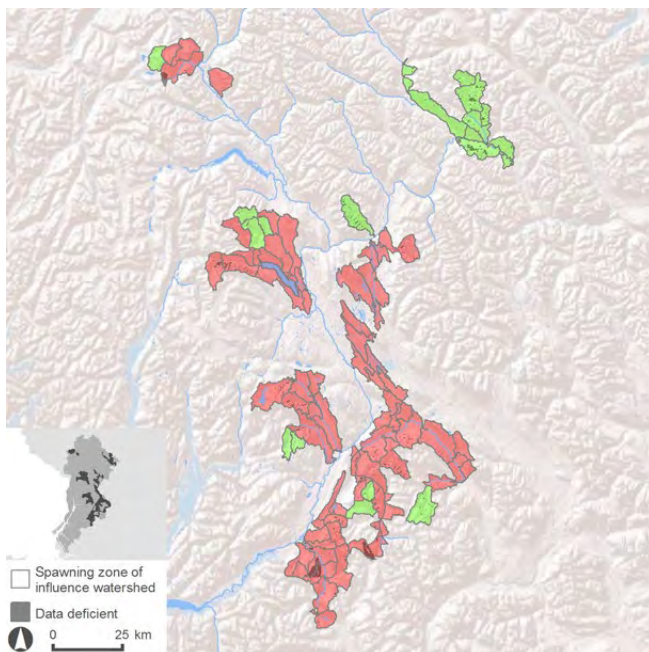 Spawning zone of
influence watershed
Data deficient
0 25 km